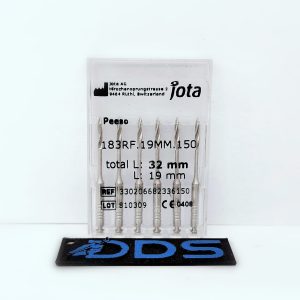 Jota AG
Hirschensprungstrasse 2
9464 Rüthi, Switzerland
jota
Peeso
183RF.19MM.150
total L: 32 mm
L: 19 mm
REF 330206682336150
LOT 810309 CE 0408
DDS